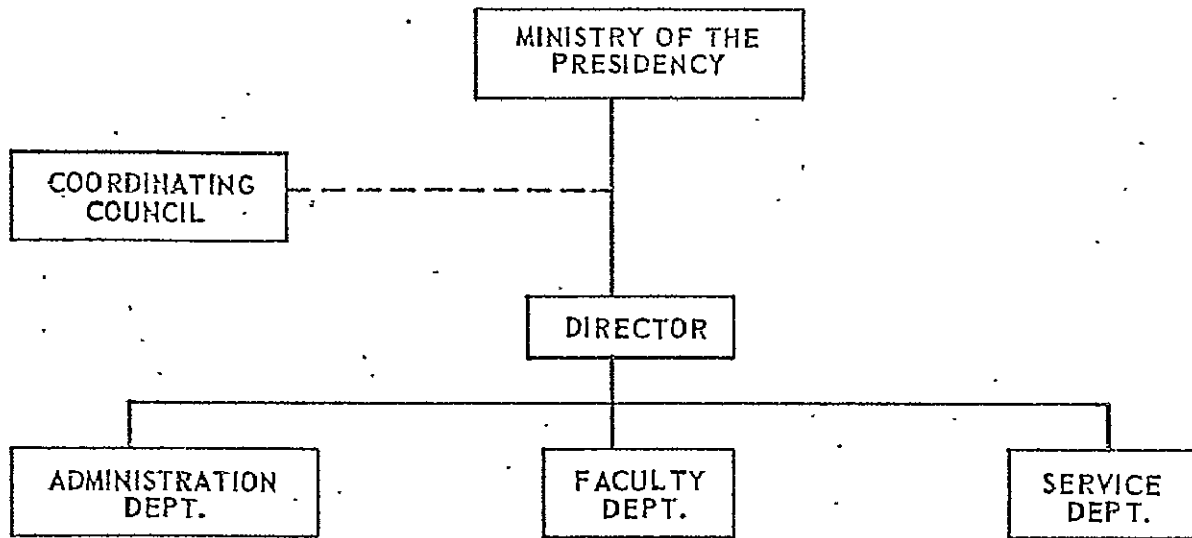 MINISTRY OF THE
PRESIDENCY
COORDINATING
COUNCIL
DIRECTOR
ADMINISTRATION
DEPT.
FACULTY
DEPT.
SERVICE
DEPT.